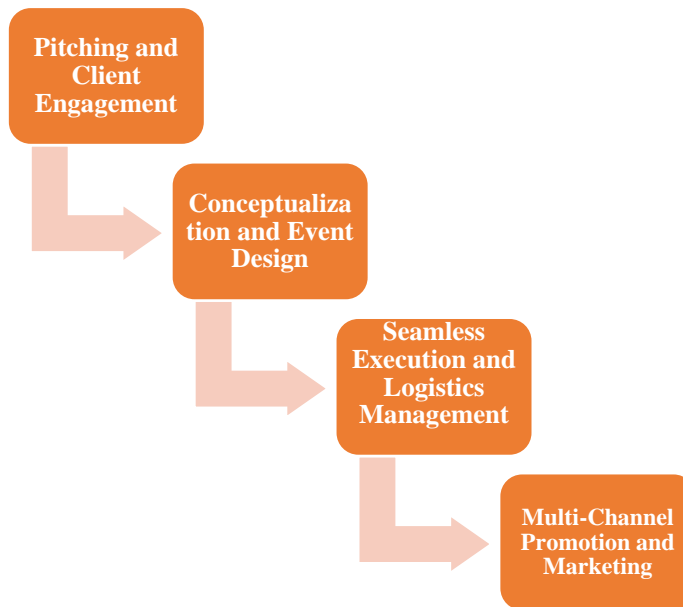 Pitching and
Client
Engagement
Conceptualiza
tion and Event
Design
Seamless
Execution and
Logistics
Management
Multi-Channel
Promotion and
Marketing